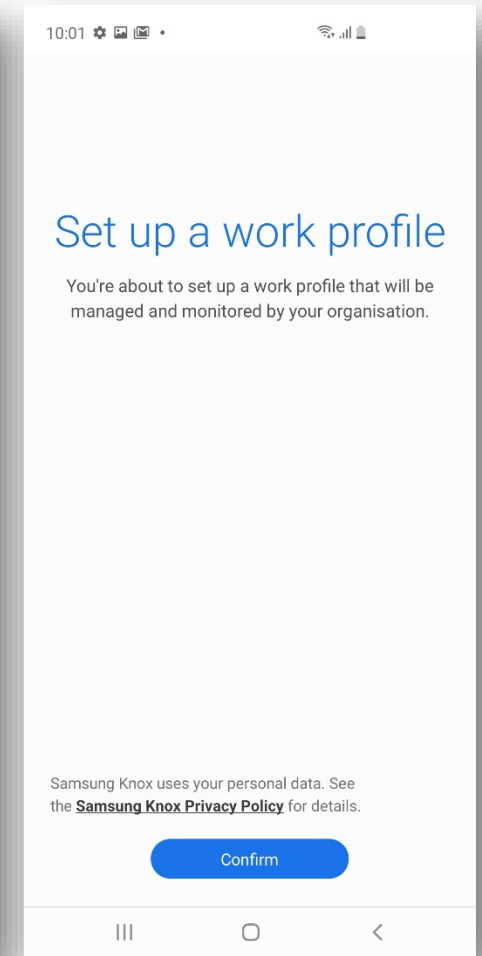 10:01
Set up a work profile
You're about to set up a work profile that will be
managed and monitored by your organisation.
Samsung Knox uses your personal data. See
the Samsung Knox Privacy Policy for details.
Confirm